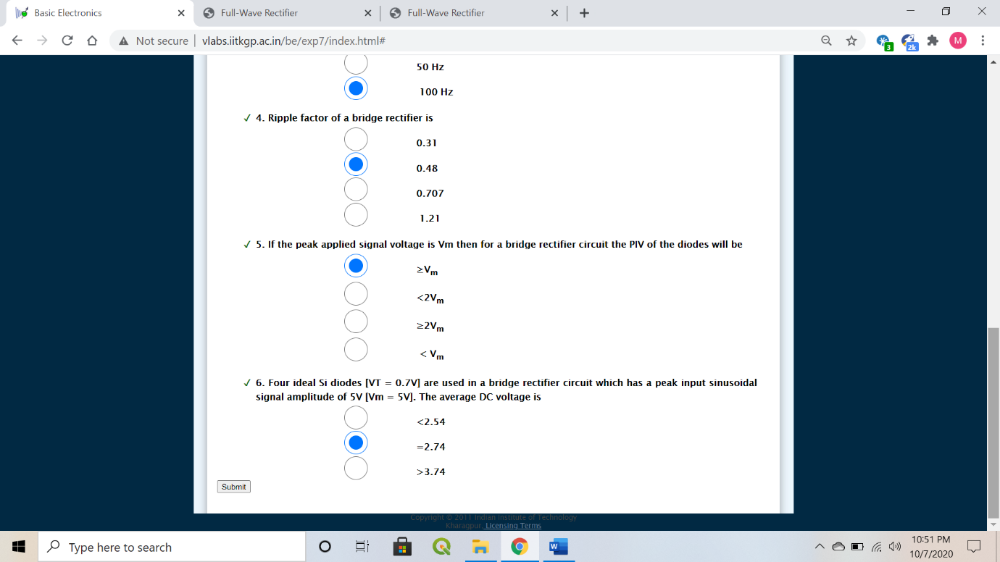 Basic Electronics
Full-Wave Rectifier
Full-Wave Rectifier
Not secure | vlabs.iitkgp.ac.in/be/exp7/index.html#
3
2k
M
50 Hz
100 Hz
✓ 4. Ripple factor of a bridge rectifier is
0.31
0.48
0.707
1.21
✓ 5. If the peak applied signal voltage is Vm then for a bridge rectifier circuit the PIV of the diodes will be
≥Vm
<2Vm
≥2Vm
< Vm
✓ 6. Four ideal Si diodes [VT = 0.7V] are used in a bridge rectifier circuit which has a peak input sinusoidal
signal amplitude of 5V [Vm = 5V]. The average DC voltage is
<2.54
=2.74
>3.74
Submit
Copyright © 2011 Indian Institute of Technology
Kharagpur, Licensing Terms
Type here to search
W
10:51 PM
10/7/2020